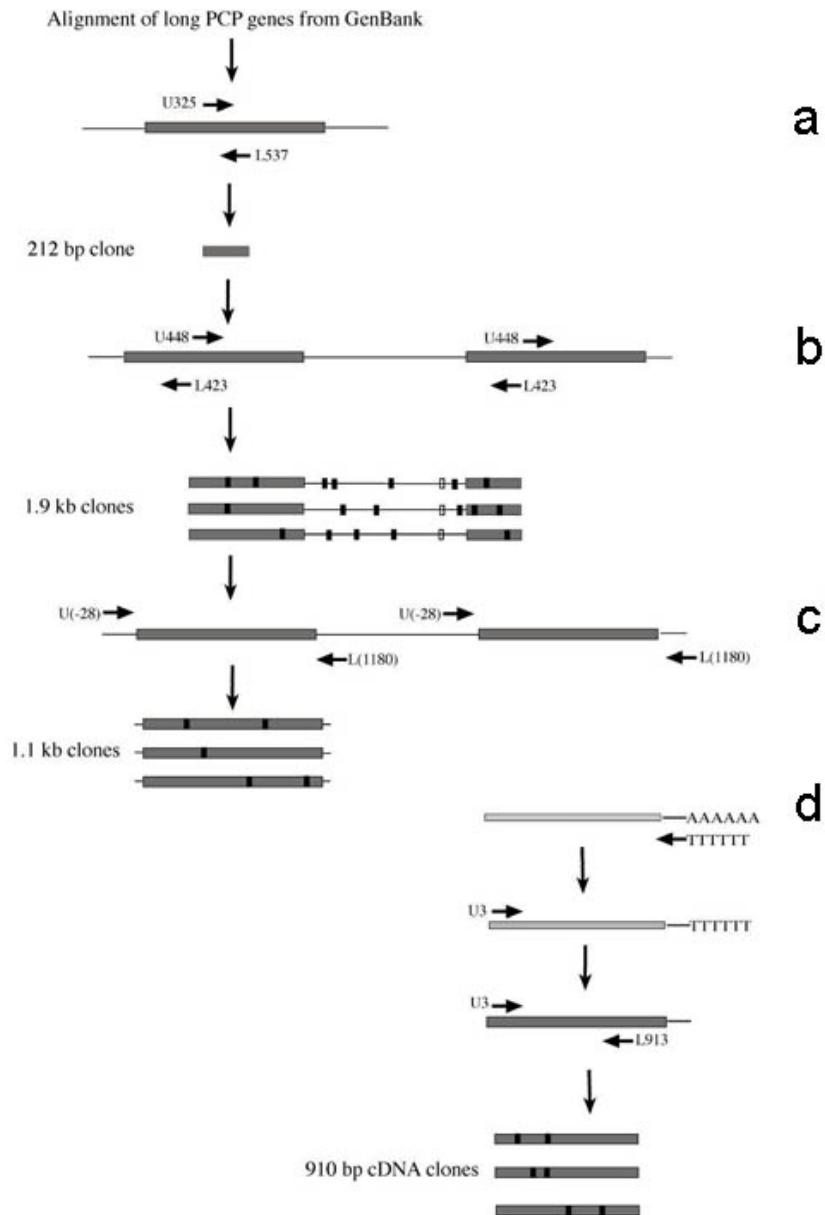 Alignment of long PCP genes from GenBank
U325
a
L537
212 bp clone
U448 U448
b
L423 L423
1.9 kb clones
U(-28) U(-28)
c
L(1180) L(1180)
1.1 kb clones
d
AAAAAA
TTTTTT
U3
TTTTTT
U3
L913
910 bp cDNA clones